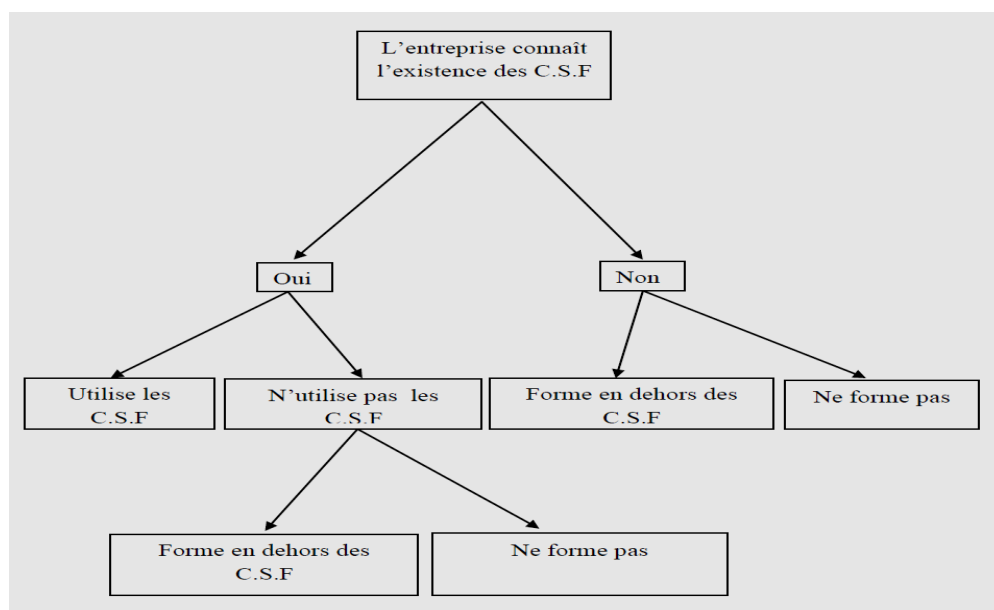 L'entreprise connaît
l'existence des C.S.F
Oui
Non
Utilise les
C.S.F
N'utilise pas les
C.S.F
Forme en dehors des
C.S.F
Ne forme pas
Forme en dehors des
C.S.F
Ne forme pas